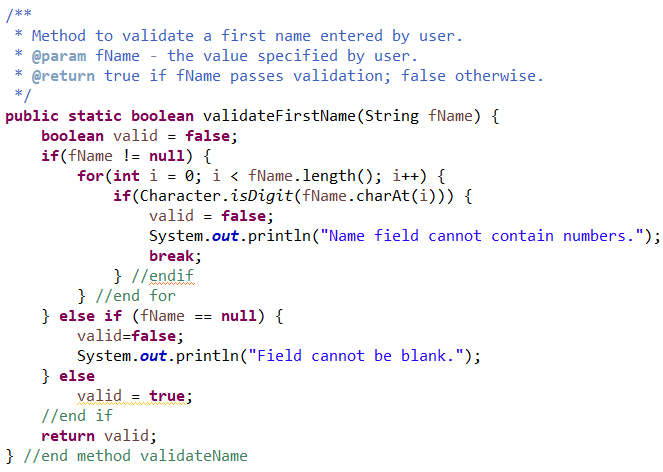 /**
 * Method to validate a first name entered by user.
 * @param fName - the value specified by user.
 * @return true if fName passes validation; false otherwise.
 */
public static boolean validateFirstName(String fName) {
    boolean valid = false;
    if(fName != null) {
        for(int i = 0; i < fName.length(); i++) {
            if(Character.isDigit(fName.charAt(i))) {
                valid = false;
                System.out.println("Name field cannot contain numbers.");
                break;
            } //endif
        } //end for
    } else if (fName == null) {
        valid=false;
        System.out.println("Field cannot be blank.");
    } else
        valid = true;
    //end if
    return valid;
} //end method validateName